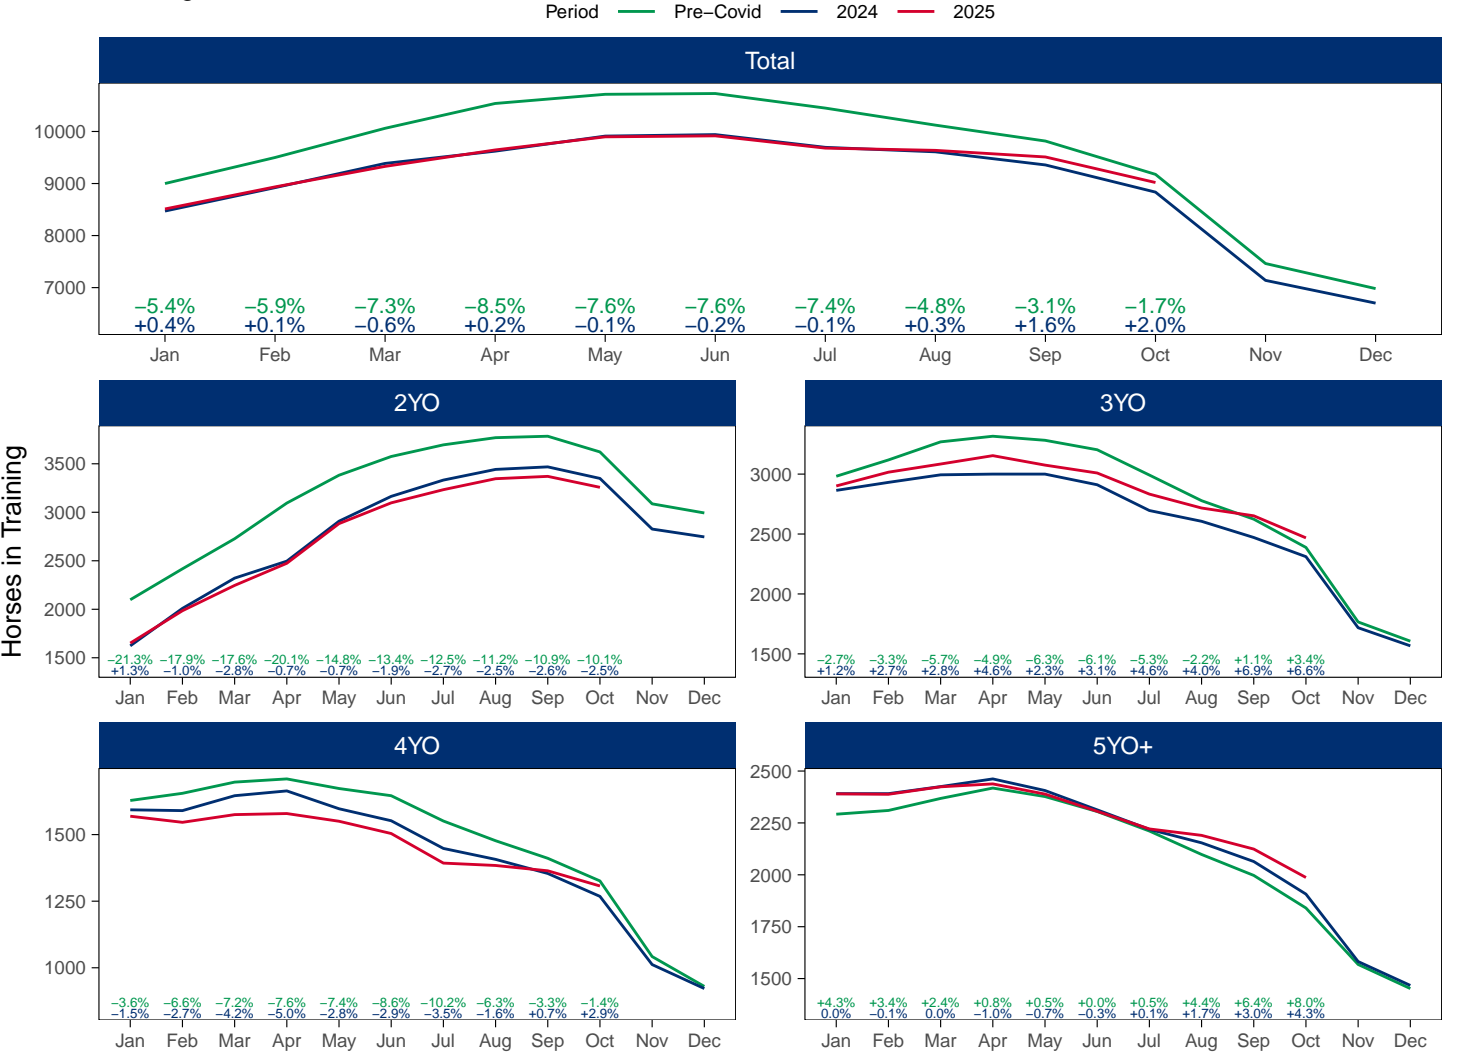 Period Pre−Covid 2024 2025
Total
10000
9000
8000
7000
−5.4% −5.9% −7.3% −8.5% −7.6% −7.6% −7.4% −4.8% −3.1% −1.7%
+0.4% +0.1% −0.6% +0.2% −0.1% −0.2% −0.1% +0.3% +1.6% +2.0%
Jan Feb Mar Apr May Jun Jul Aug Sep Oct Nov Dec
Horses in Training
2YO
3500
3000
2500
2000
1500
−21.3% −17.9% −17.6% −20.1% −14.8% −13.4% −12.5% −11.2% −10.9% −10.1%
+1.3% −1.0% −2.8% −0.7% −0.7% −1.9% −2.7% −2.5% −2.6% −2.5%
Jan Feb Mar Apr May Jun Jul Aug Sep Oct Nov Dec
3YO
3000
2500
2000
1500
−2.7% −3.3% −5.7% −4.9% −6.3% −6.1% −5.3% −2.2% +1.1% +3.4%
+1.2% +2.7% +2.8% +4.6% +2.3% +3.1% +4.6% +4.0% +6.9% +6.6%
Jan Feb Mar Apr May Jun Jul Aug Sep Oct Nov Dec
4YO
1500
1250
1000
−3.6% −6.6% −7.2% −7.6% −7.4% −8.6% −10.2% −6.3% −3.3% −1.4%
−1.5% −2.7% −4.2% −5.0% −2.8% −2.9% −3.5% −1.6% +0.7% +2.9%
Jan Feb Mar Apr May Jun Jul Aug Sep Oct Nov Dec
5YO+
2500
2250
2000
1750
1500
+4.3% +3.4% +2.4% +0.8% +0.5% +0.0% +0.5% +4.4% +6.4% +8.0%
0.0% −0.1% 0.0% −1.0% −0.7% −0.3% +0.1% +1.7% +3.0% +4.3%
Jan Feb Mar Apr May Jun Jul Aug Sep Oct Nov Dec